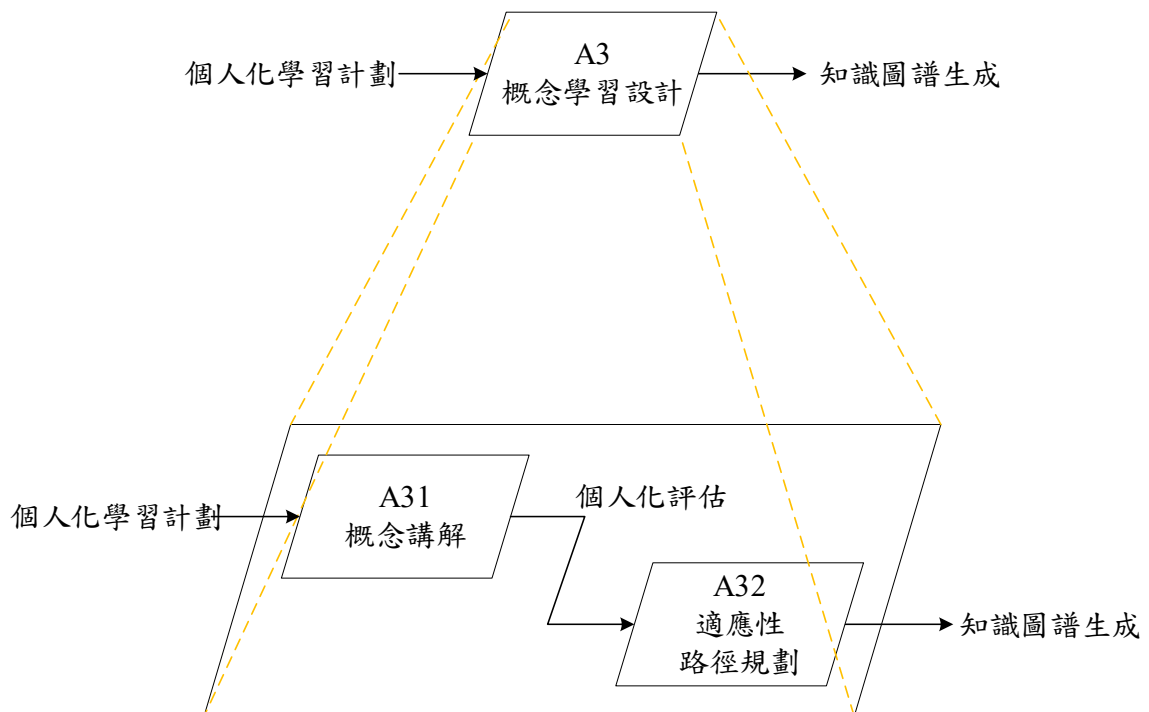 A3
個人化學習計劃
概念學習設計
知識圖譜生成
A31
概念講解
個人化學習計劃
個人化評估
A32
適應性
路徑規劃
知識圖譜生成